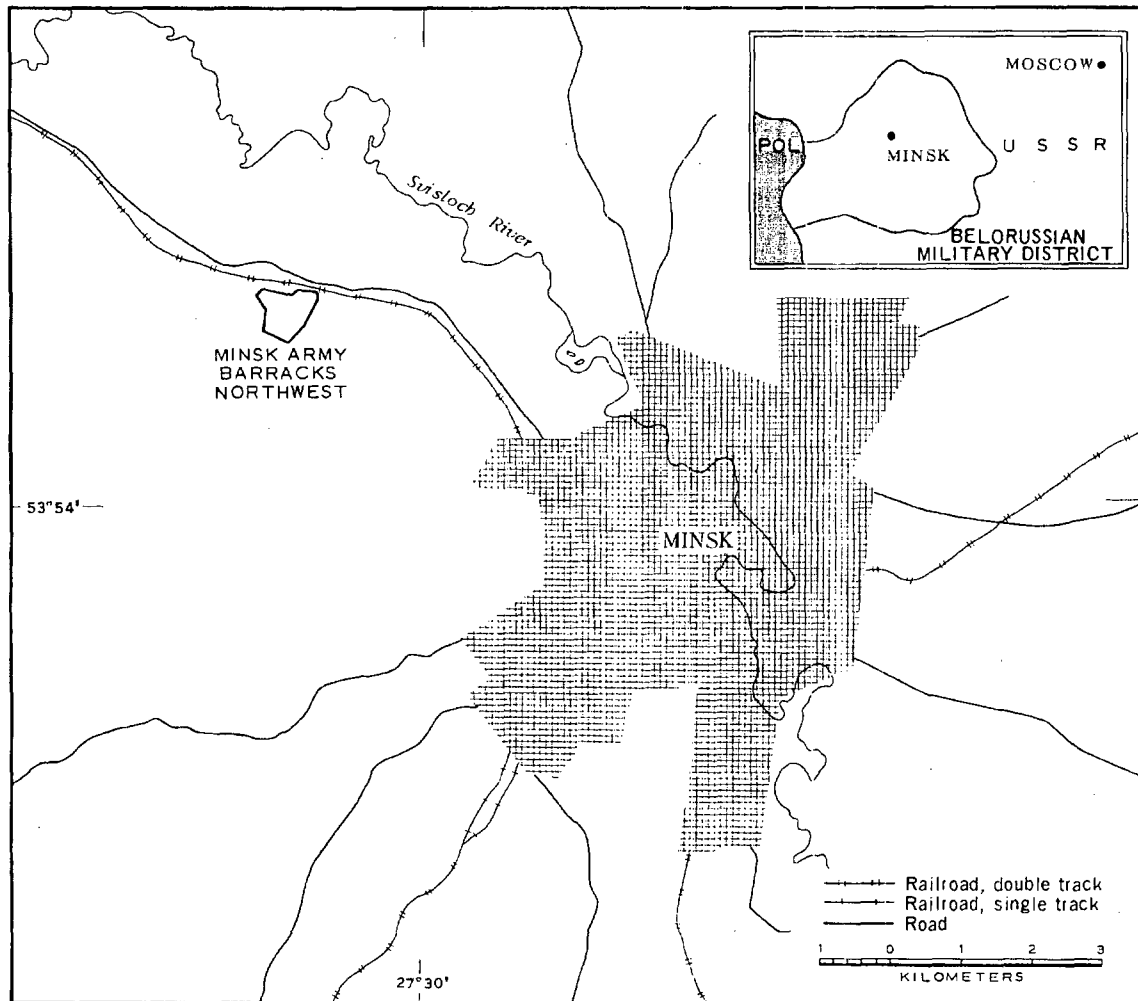 MOSCOW
POL
MINSK
U S S R
BELORUSSIAN
MILITARY DISTRICT
Svisloch River
MINSK ARMY
BARRACKS
NORTHWEST
53°54'
MINSK
Railroad, double track
Railroad, single track
Road
1 0 1 2 3
KILOMETERS
27°30'